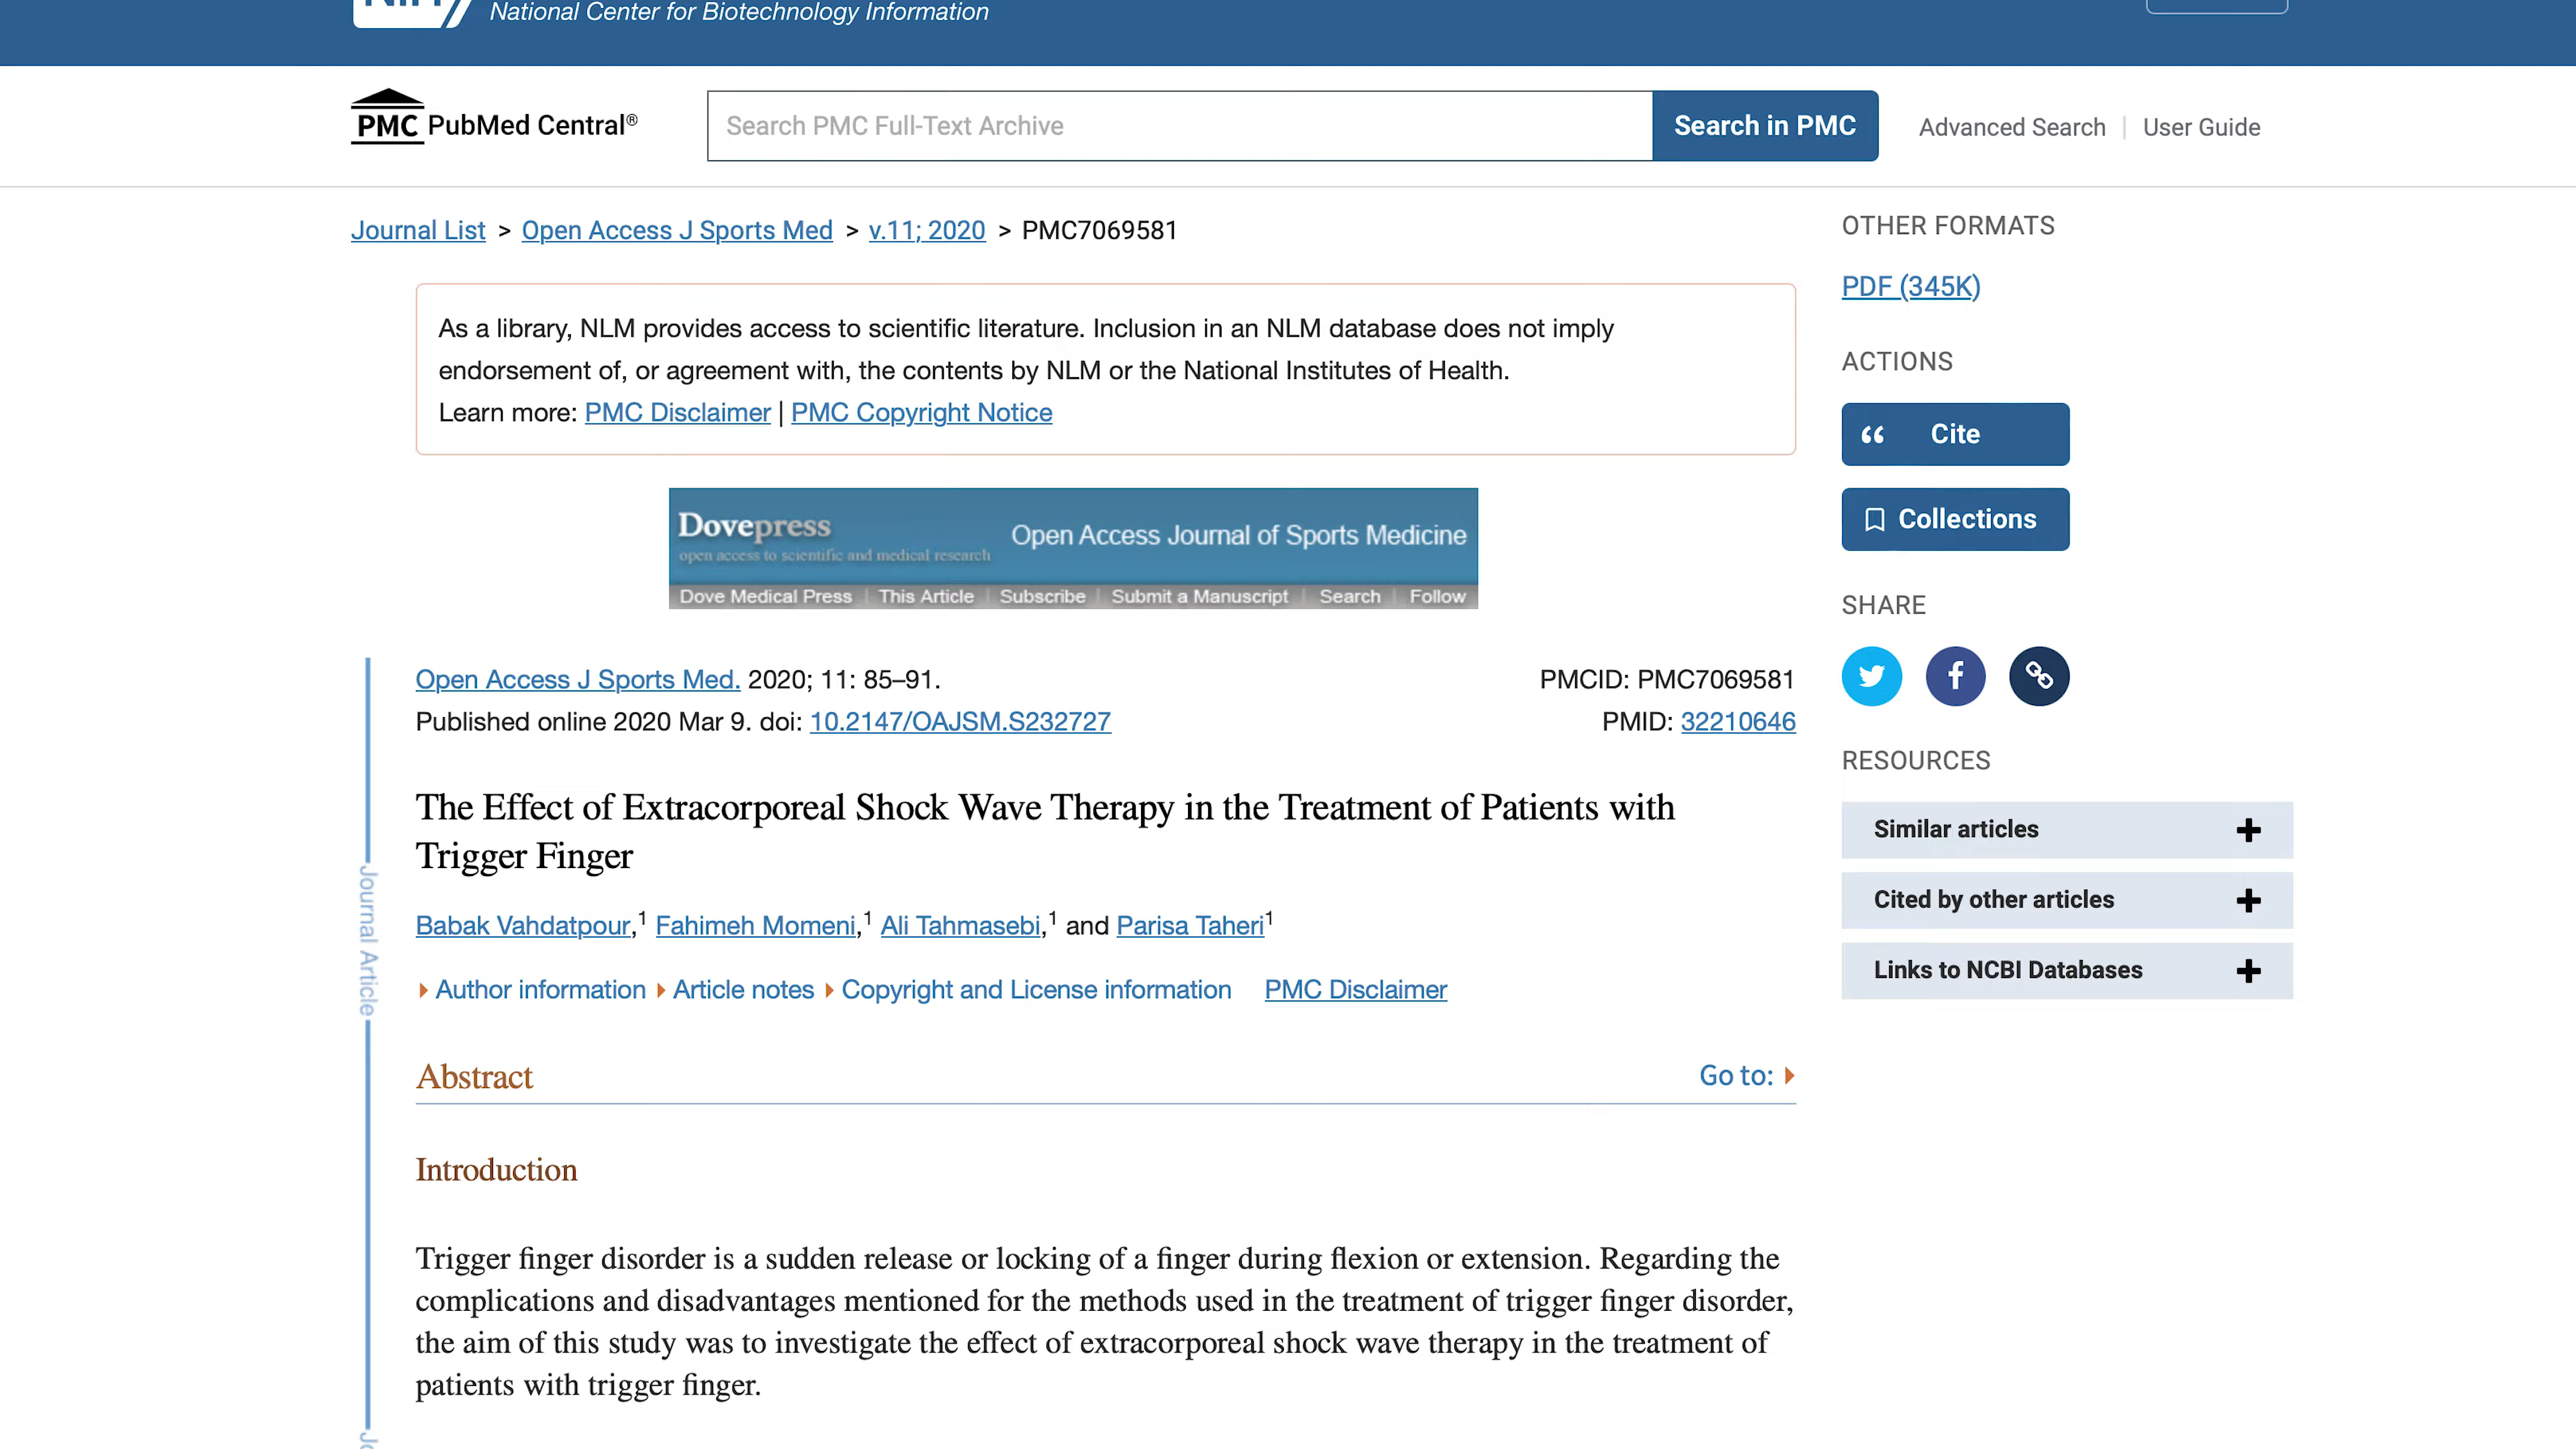 National Center for Biotechnology Information
PMC PubMed Central®
Search PMC Full-Text Archive
Search in PMC
Advanced Search | User Guide
Journal List > Open Access J Sports Med > v.11; 2020 > PMC7069581
As a library, NLM provides access to scientific literature. Inclusion in an NLM database does not imply
endorsement of, or agreement with, the contents by NLM or the National Institutes of Health.
Learn more: PMC Disclaimer | PMC Copyright Notice
Dovepress
open access to scientific and medical research
Open Access Journal of Sports Medicine
Dove Medical Press | This Article | Subscribe | Submit a Manuscript | Search | Follow
Open Access J Sports Med. 2020; 11: 85–91.
PMCID: PMC7069581
Published online 2020 Mar 9. doi: 10.2147/OAJSM.S232727
PMID: 32210646
The Effect of Extracorporeal Shock Wave Therapy in the Treatment of Patients with
Trigger Finger
Babak Vahdatpour,1 Fahimeh Momeni,1 Ali Tahmasebi,1 and Parisa Taheri1
Author information Article notes Copyright and License information PMC Disclaimer
Abstract
Go to:
Introduction
Trigger finger disorder is a sudden release or locking of a finger during flexion or extension. Regarding the
complications and disadvantages mentioned for the methods used in the treatment of trigger finger disorder,
the aim of this study was to investigate the effect of extracorporeal shock wave therapy in the treatment of
patients with trigger finger.
Journal Article
OTHER FORMATS
PDF (345K)
ACTIONS
Cite
Collections
SHARE
RESOURCES
Similar articles
Cited by other articles
Links to NCBI Databases